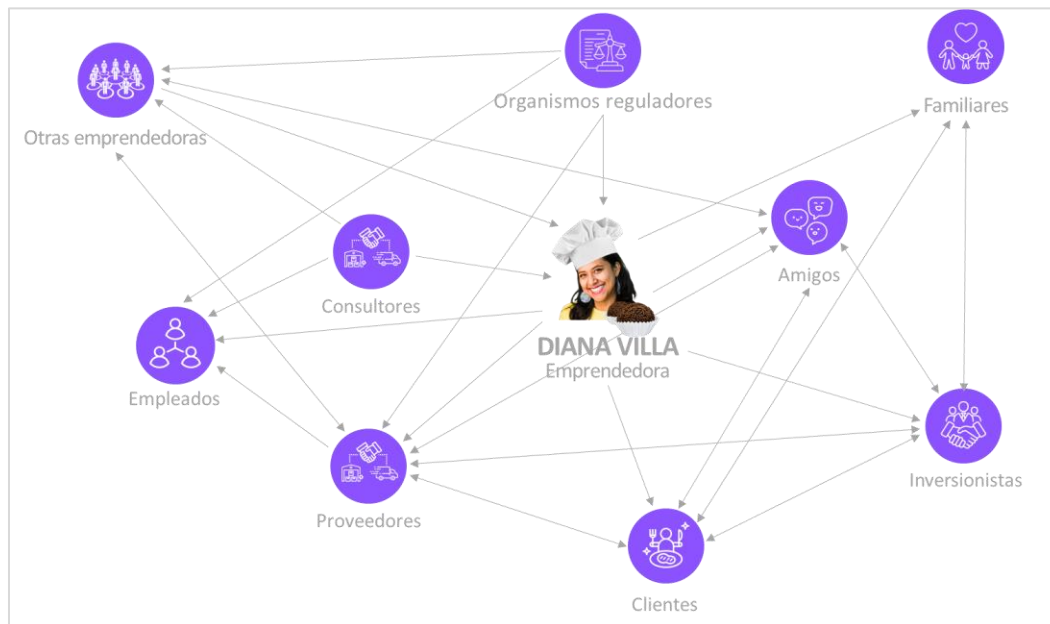 Organismos reguladores
Familiares
Otras emprendedoras
Amigos
Consultores
DIANA VILLA
Emprendedora
Empleados
Inversionistas
Proveedores
Clientes